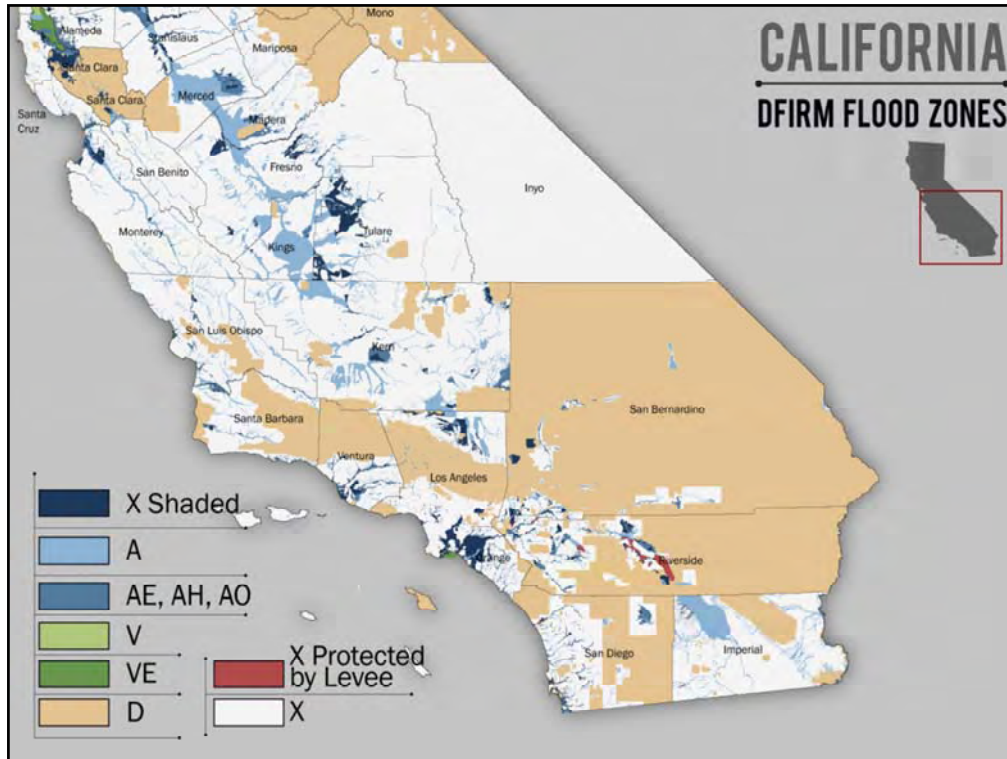 CALIFORNIA
DFIRM FLOOD ZONES
Mono
Alameda
Stanislaus
Mariposa
Santa Clara
Santa Clara
Merced
Santa
Cruz
Madera
Fresno
San Benito
Inyo
Monterey
Tulare
Kings
San Luis Obispo
Kern
San Bernardino
Santa Barbara
Ventura
Los Angeles
Orange
Riverside
San Diego
Imperial
X Shaded
A
AE, AH, AO
V
VE
D
X Protected
by Levee
X